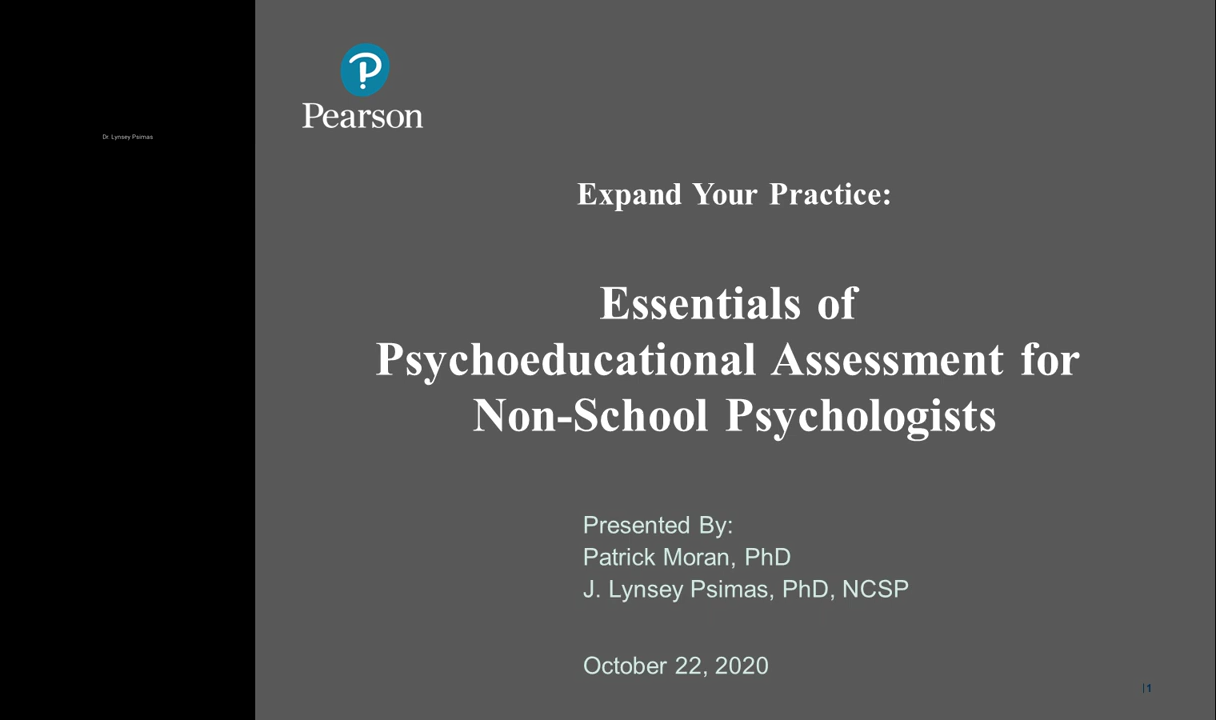 Dr. Lynsey Psimas
Pearson
Expand Your Practice:
Essentials of
Psychoeducational Assessment for
Non-School Psychologists
Presented By:
Patrick Moran, PhD
J. Lynsey Psimas, PhD, NCSP
October 22, 2020
|1